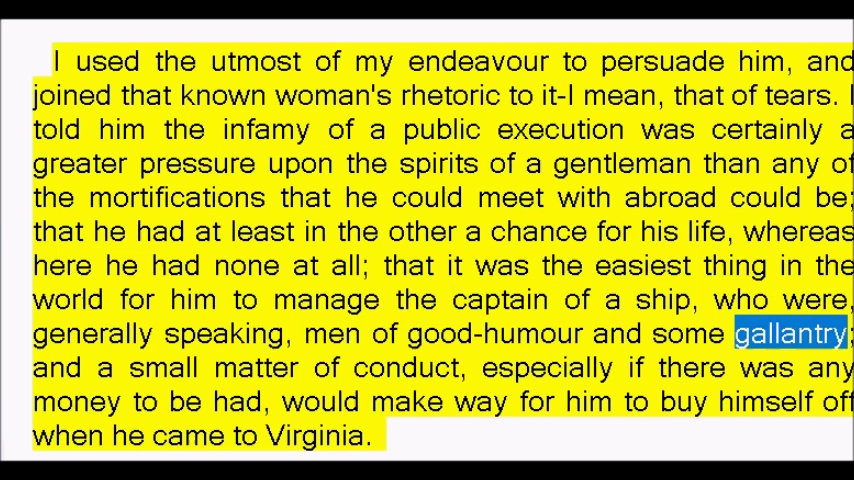 I used the utmost of my endeavour to persuade him, and
joined that known woman's rhetoric to it-I mean, that of tears. I
told him the infamy of a public execution was certainly a
greater pressure upon the spirits of a gentleman than any of
the mortifications that he could meet with abroad could be;
that he had at least in the other a chance for his life, whereas
here he had none at all; that it was the easiest thing in the
world for him to manage the captain of a ship, who were,
generally speaking, men of good-humour and some gallantry;
and a small matter of conduct, especially if there was any
money to be had, would make way for him to buy himself off
when he came to Virginia.